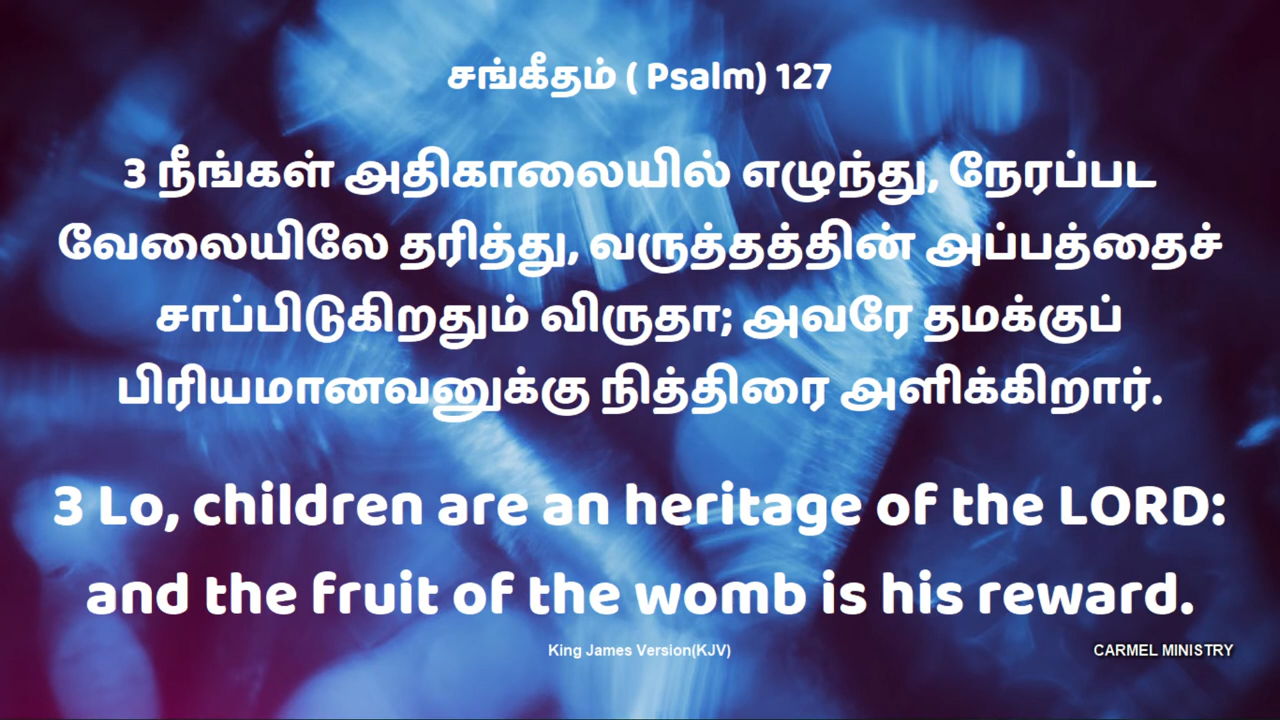 சங்கீதம் ( Psalm) 127
3 நீங்கள் அதிகாலையில் எழுந்து, நேரப்பட
வேலையிலே தரித்து, வருத்தத்தின் அப்பத்தைச்
சாப்பிடுகிறதும் விருதா; அவரே தமக்குப்
பிரியமானவனுக்கு நித்திரை அளிக்கிறார்.
3 Lo, children are an heritage of the LORD:
and the fruit of the womb is his reward.
King James Version(KJV)
CARMEL MINISTRY